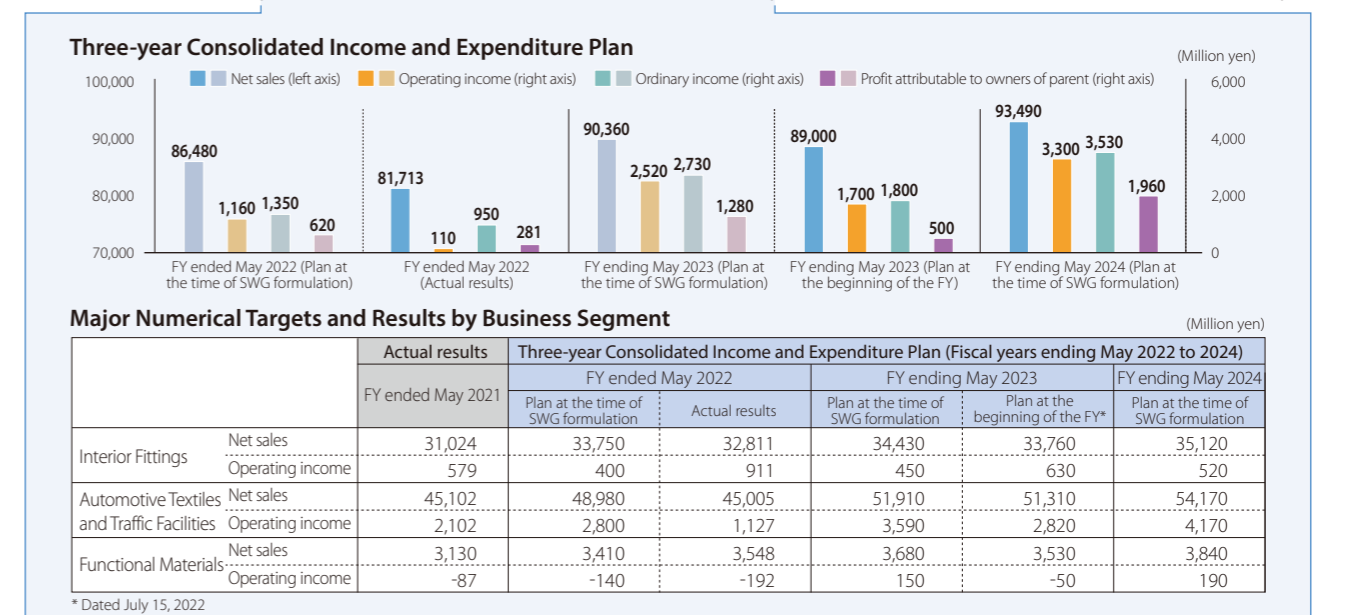 Three-year Consolidated Income and Expenditure Plan
(Million yen)
Net sales (left axis) Operating income (right axis) Ordinary income (right axis) Profit attributable to owners of parent (right axis)
100,000
90,000
80,000
70,000
6,000
4,000
2,000
0
86,480
1,160
1,350
620
FY ended May 2022 (Plan at
the time of SWG formulation)
81,713
110
950
281
FY ended May 2022
(Actual results)
90,360
2,520
2,730
1,280
FY ending May 2023 (Plan at
the time of SWG formulation)
89,000
1,700
1,800
500
FY ending May 2023 (Plan at
the beginning of the FY)
93,490
3,300
3,530
1,960
FY ending May 2024 (Plan at
the time of SWG formulation)
Major Numerical Targets and Results by Business Segment
(Million yen)
Actual results Three-year Consolidated Income and Expenditure Plan (Fiscal years ending May 2022 to 2024)
FY ended May 2021 FY ended May 2022 FY ending May 2023 FY ending May 2024
Plan at the time of
SWG formulation
Actual results
Plan at the time of
SWG formulation
Plan at the
beginning of the FY*
Plan at the time of
SWG formulation
Interior Fittings
Net sales 31,024 33,750 32,811 34,430 33,760 35,120
Operating income 579 400 911 450 630 520
Automotive Textiles
and Traffic Facilities
Net sales 45,102 48,980 45,005 51,910 51,310 54,170
Operating income 2,102 2,800 1,127 3,590 2,820 4,170
Functional Materials
Net sales 3,130 3,410 3,548 3,680 3,530 3,840
Operating income -87 -140 -192 150 -50 190
* Dated July 15, 2022